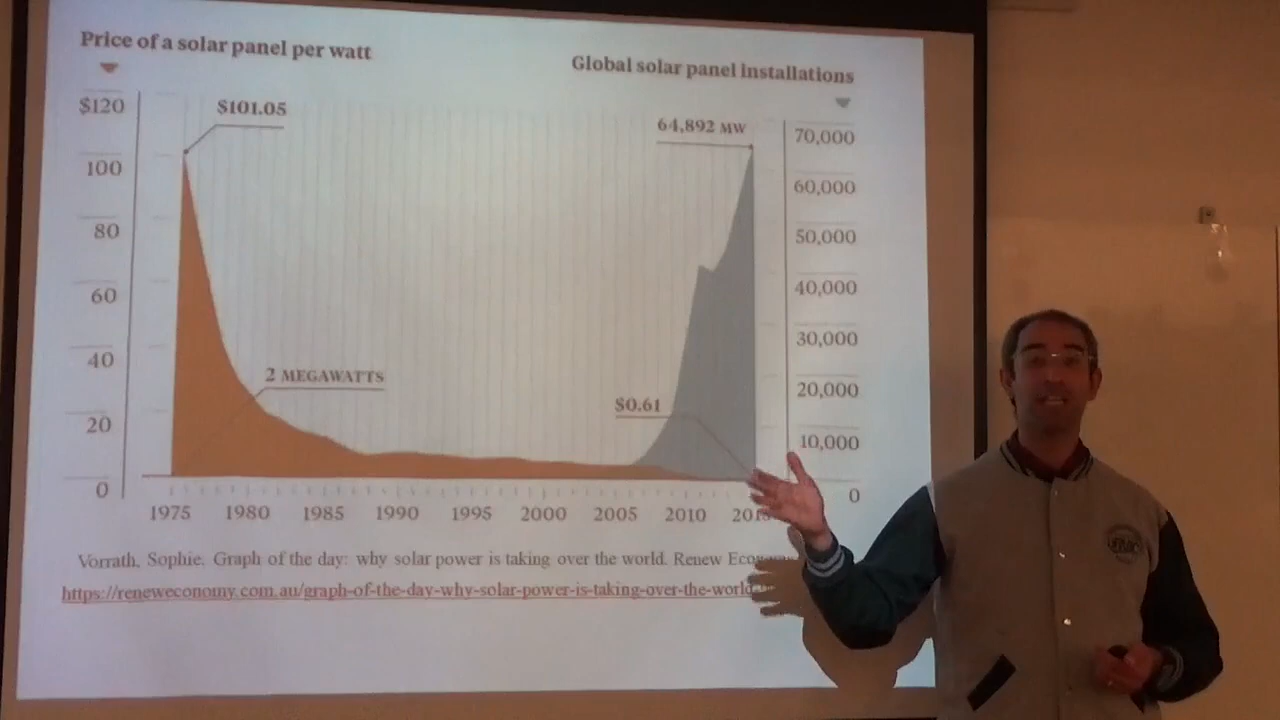 Price of a solar panel per watt
Global solar panel installations
$120
$101.05
64,892 MW
70,000
100
60,000
80
50,000
60
40,000
40
30,000
2 MEGAWATTS
20,000
$0.61
20
10,000
0
0
1975 1980 1985 1990 1995 2000 2005 2010
Vorrath, Sophie. Graph of the day: why solar power is taking over the world. Renew
https://reneweconomy.com.au/graph-of-the-day-why-solar-power-is-taking-over-the-world